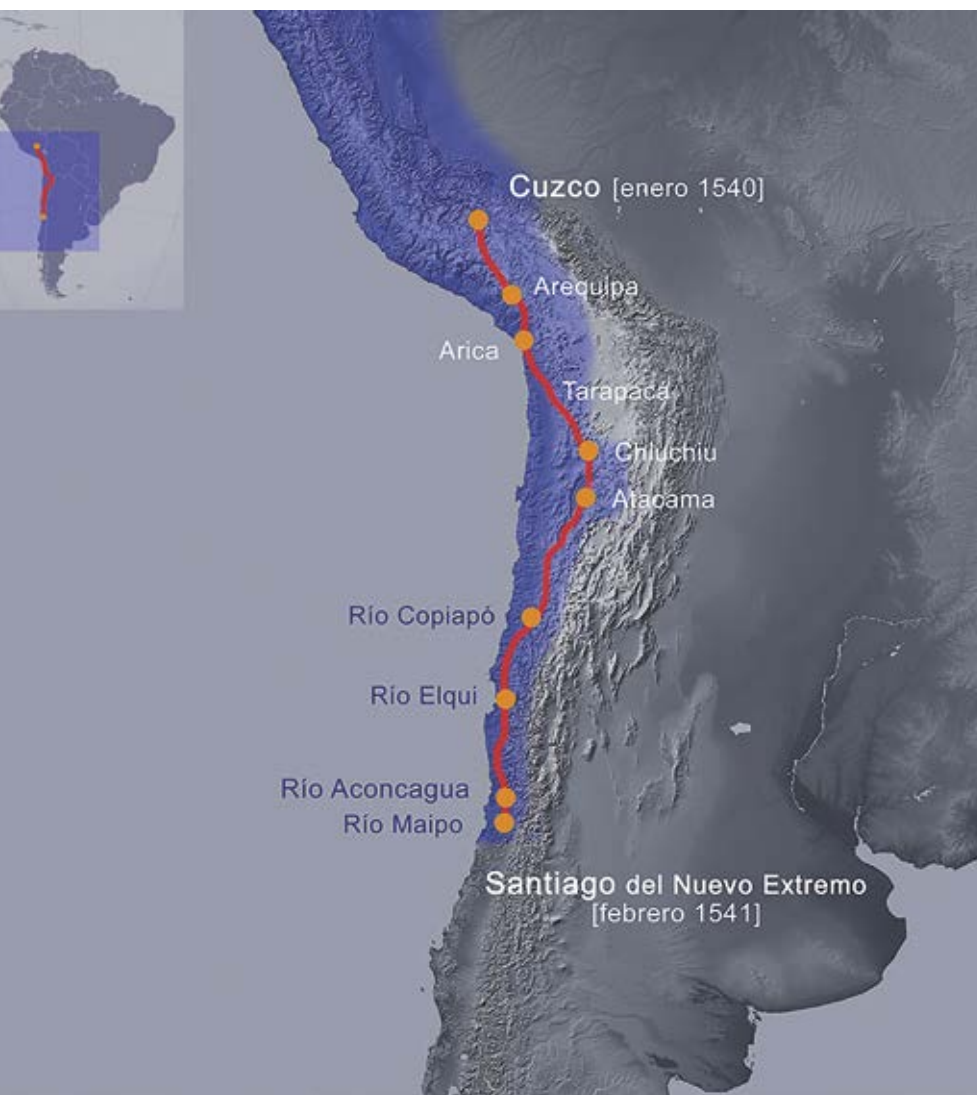 Cuzco [enero 1540]
Arequipa
Arica
Tarapacá
Chiuchiu
Atacama
Río Copiapó
Río Elqui
Río Aconcagua
Río Maipo
Santiago del Nuevo Extremo
[febrero 1541]